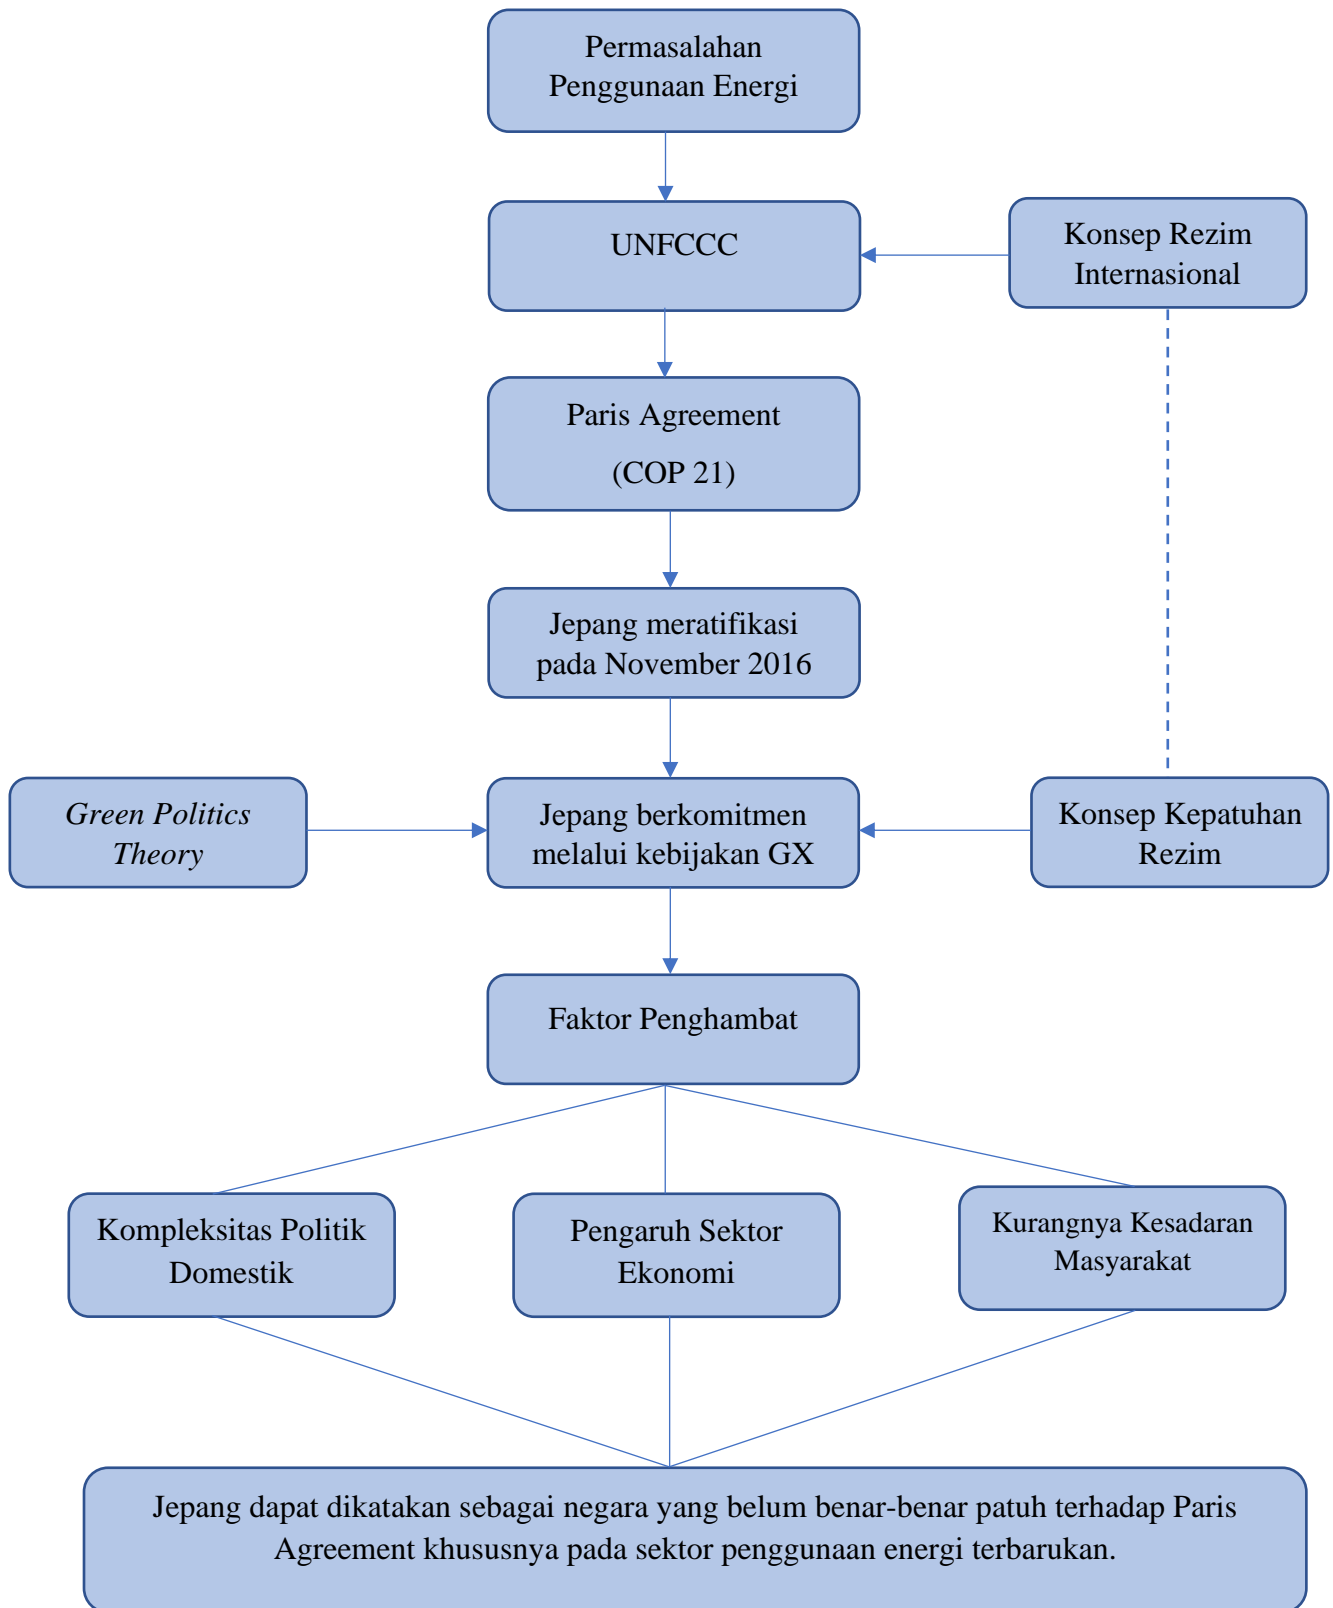 Permasalahan
Penggunaan Energi
UNFCCC
Konsep Rezim
Internasional
Paris Agreement
(COP 21)
Jepang meratifikasi
pada November 2016
Green Politics
Theory
Jepang berkomitmen
melalui kebijakan GX
Konsep Kepatuhan
Rezim
Faktor Penghambat
Kompleksitas Politik
Domestik
Pengaruh Sektor
Ekonomi
Kurangnya Kesadaran
Masyarakat
Jepang dapat dikatakan sebagai negara yang belum benar-benar patuh terhadap Paris
Agreement khususnya pada sektor penggunaan energi terbarukan.